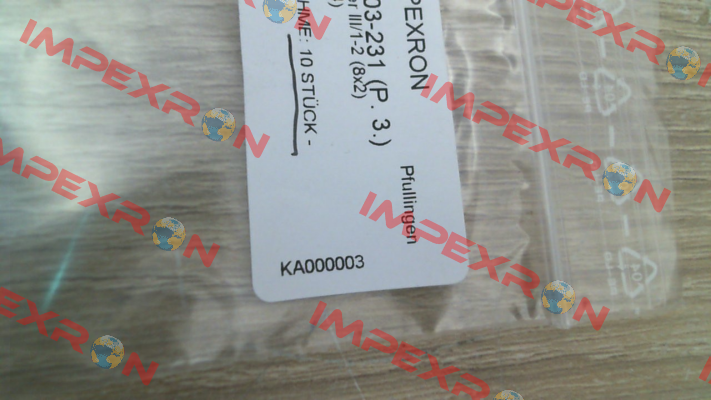 PEXRON
Pfullingen
03-231 (P. 3.)
er III/1-2 (8x2)
HME: 10 STÜCK -
KA000003
IMPEXRON
IMPEXRON
IMPEXRON
IMPEXRON
IMPEXRON
IMPEXRON